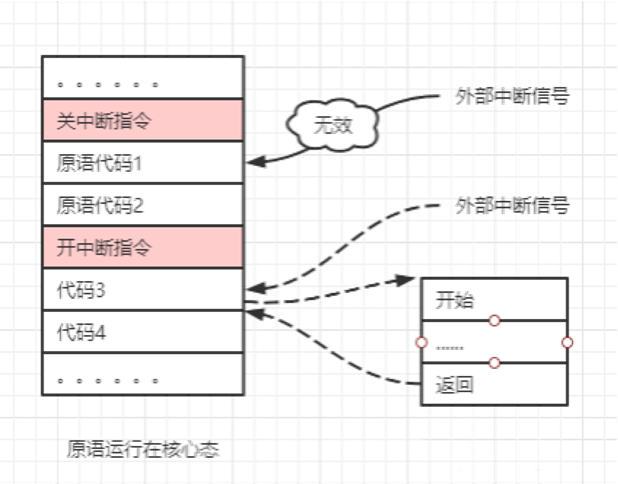 。。。。。。
关中断指令
原语代码1
原语代码2
开中断指令
代码3
代码4
。。。。。。
无效
外部中断信号
外部中断信号
开始
......
返回
原语运行在核心态